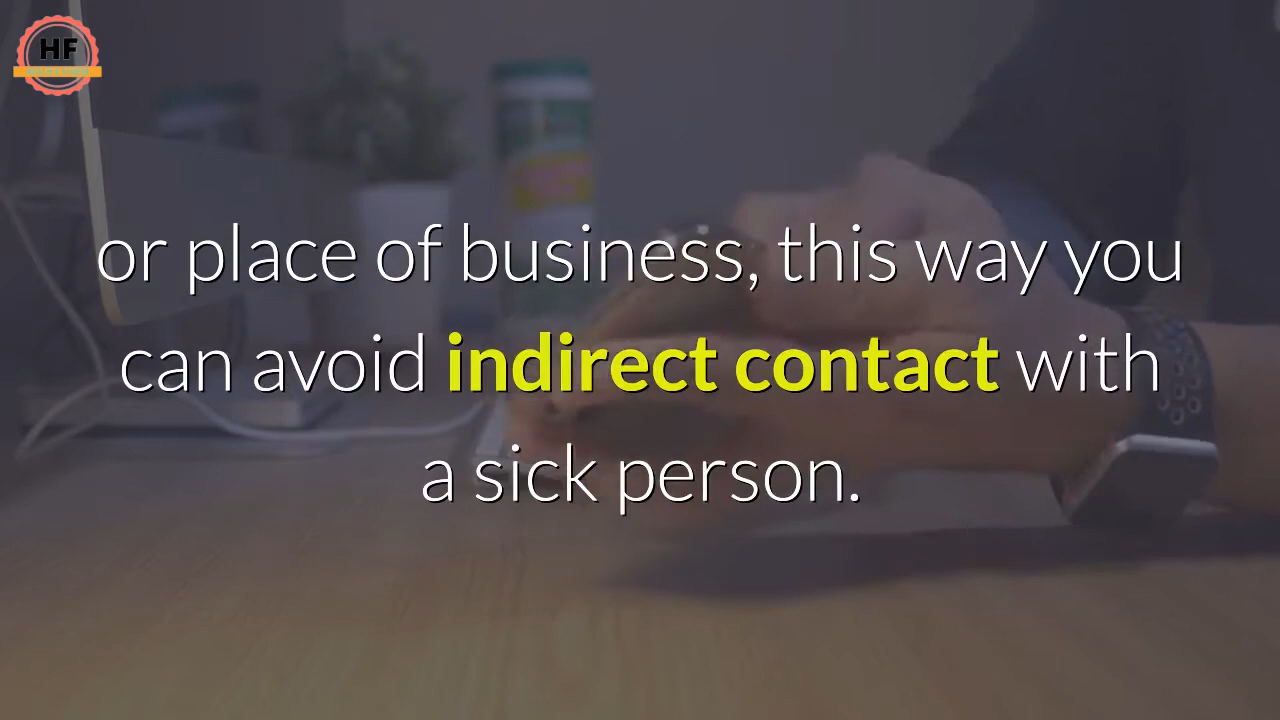 HF
or place of business, this way you
can avoid indirect contact with
a sick person.